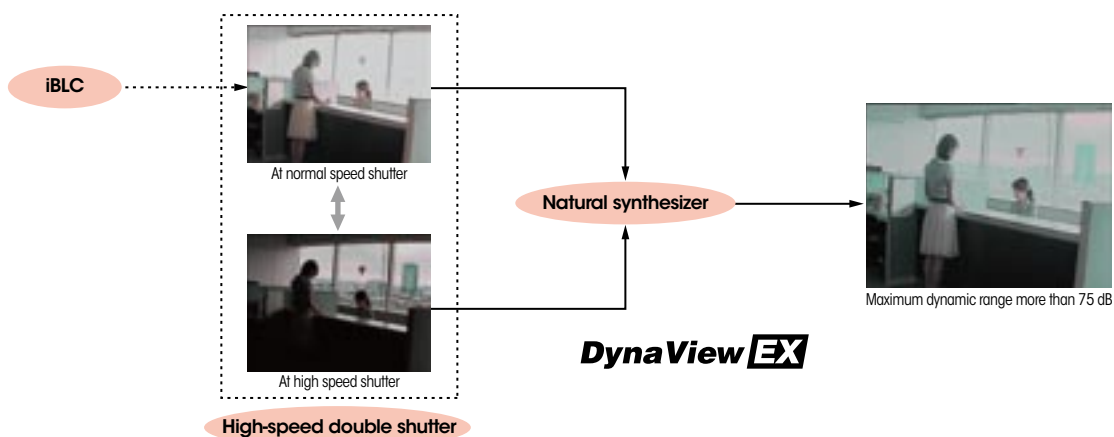 iBLC
At normal speed shutter
Natural synthesizer
Maximum dynamic range more than 75 dB
DynaView EX
At high speed shutter
High-speed double shutter